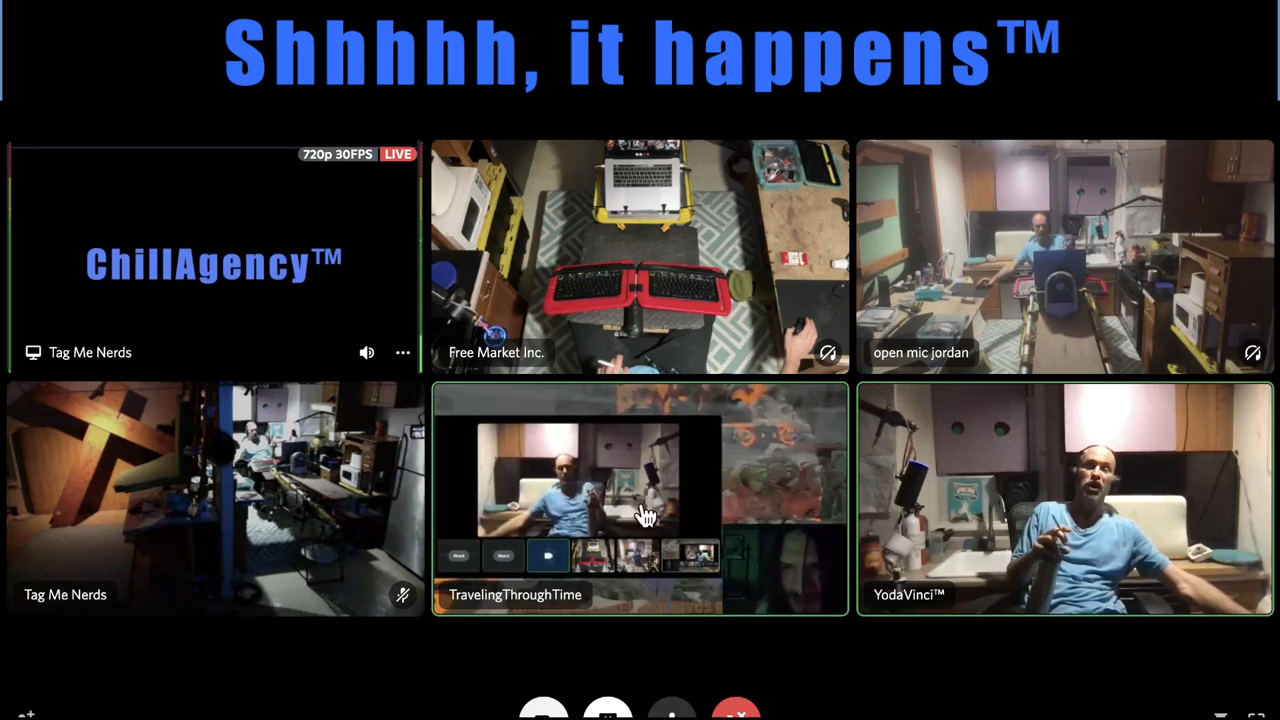 Shhhhh, it happens™
720p 30FPS LIVE
ChillAgency™
Tag Me Nerds
Free Market Inc.
open mic jordan
Tag Me Nerds
TravelingThroughTime
YodaVinci™